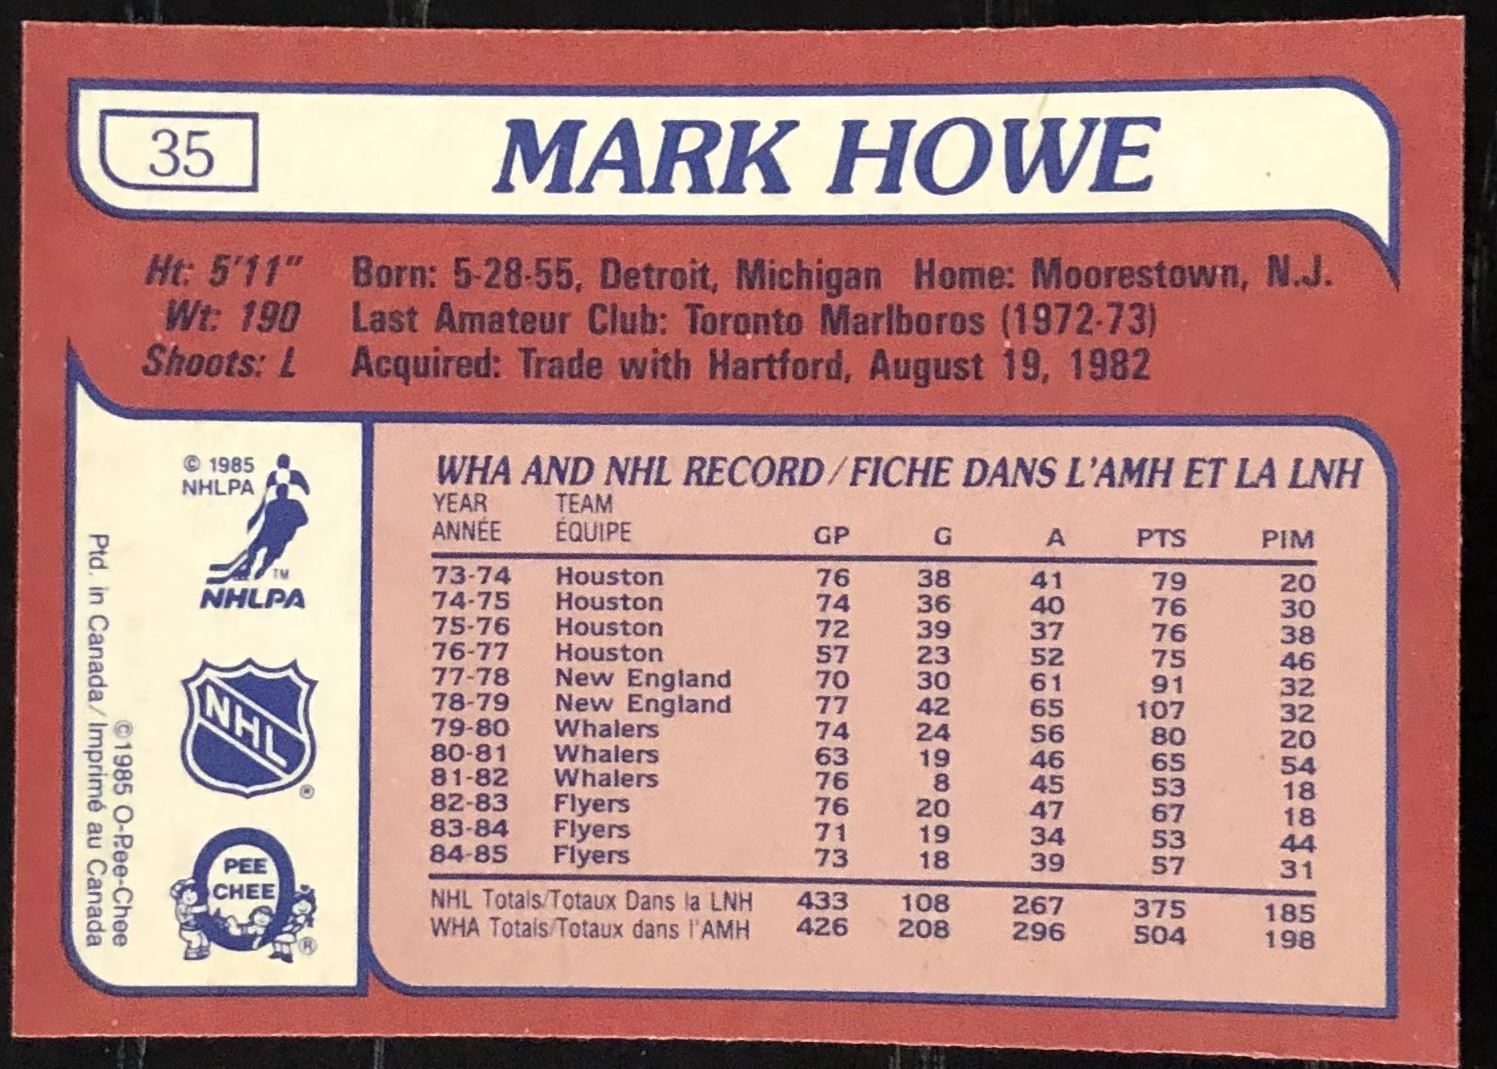 35
MARK HOWE
Ht: 5'11" Born: 5-28-55, Detroit, Michigan Home: Moorestown, N.J.
Wt: 190 Last Amateur Club: Toronto Marlboros (1972-73)
Shoots: L Acquired: Trade with Hartford, August 19, 1982
© 1985
NHLPA
TM
NHLPA
NHL
®
PEE
CHEE
®
©1985 O-Pee-Chee
Ptd. in Canada/Imprimé au Canada
WHA AND NHL RECORD/FICHE DANS L'AMH ET LA LNH
YEAR TEAM
ANNÉE ÉQUIPE GP G A PTS PIM
73-74 Houston 76 38 41 79 20
74-75 Houston 74 36 40 76 30
75-76 Houston 72 39 37 76 38
76-77 Houston 57 23 52 75 46
77-78 New England 70 30 61 91 32
78-79 New England 77 42 65 107 32
79-80 Whalers 74 24 56 80 20
80-81 Whalers 63 19 46 65 54
81-82 Whalers 76 8 45 53 18
82-83 Flyers 76 20 47 67 18
83-84 Flyers 71 19 34 53 44
84-85 Flyers 73 18 39 57 31
NHL Totals/Totaux Dans la LNH 433 108 267 375 185
WHA Totals/Totaux dans l'AMH 426 208 296 504 198